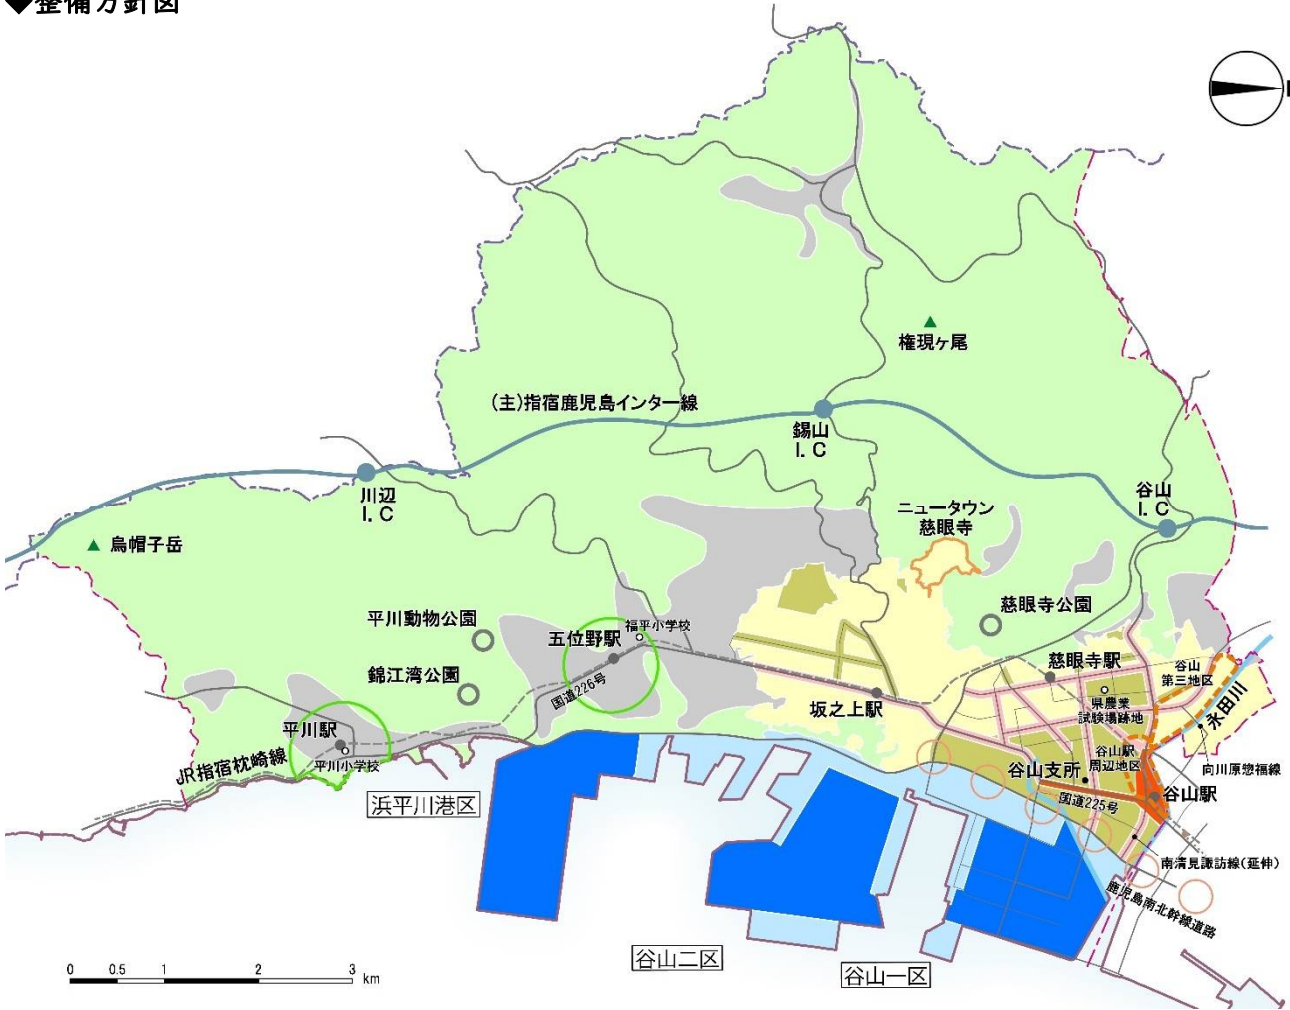 ◆整備方針図
権現ヶ尾
(主)指宿鹿児島インター線
錫山
I. C
川辺
I. C
谷山
I. C
ニュータウン
慈眼寺
烏帽子岳
慈眼寺公園
平川動物公園
福平小学校
五位野駅
慈眼寺駅
谷山
第三地区
錦江湾公園
国道226号
県農業
試験場跡地
永田川
坂之上駅
平川駅
平川小学校
谷山駅
周辺地区
谷山支所
向川原惣福線
JR指宿枕崎線
谷山駅
国道225号
浜平川港区
南清見諏訪線(延伸)
鹿児島南北幹線道路
谷山二区
谷山一区
0 0.5 1 2 3 km